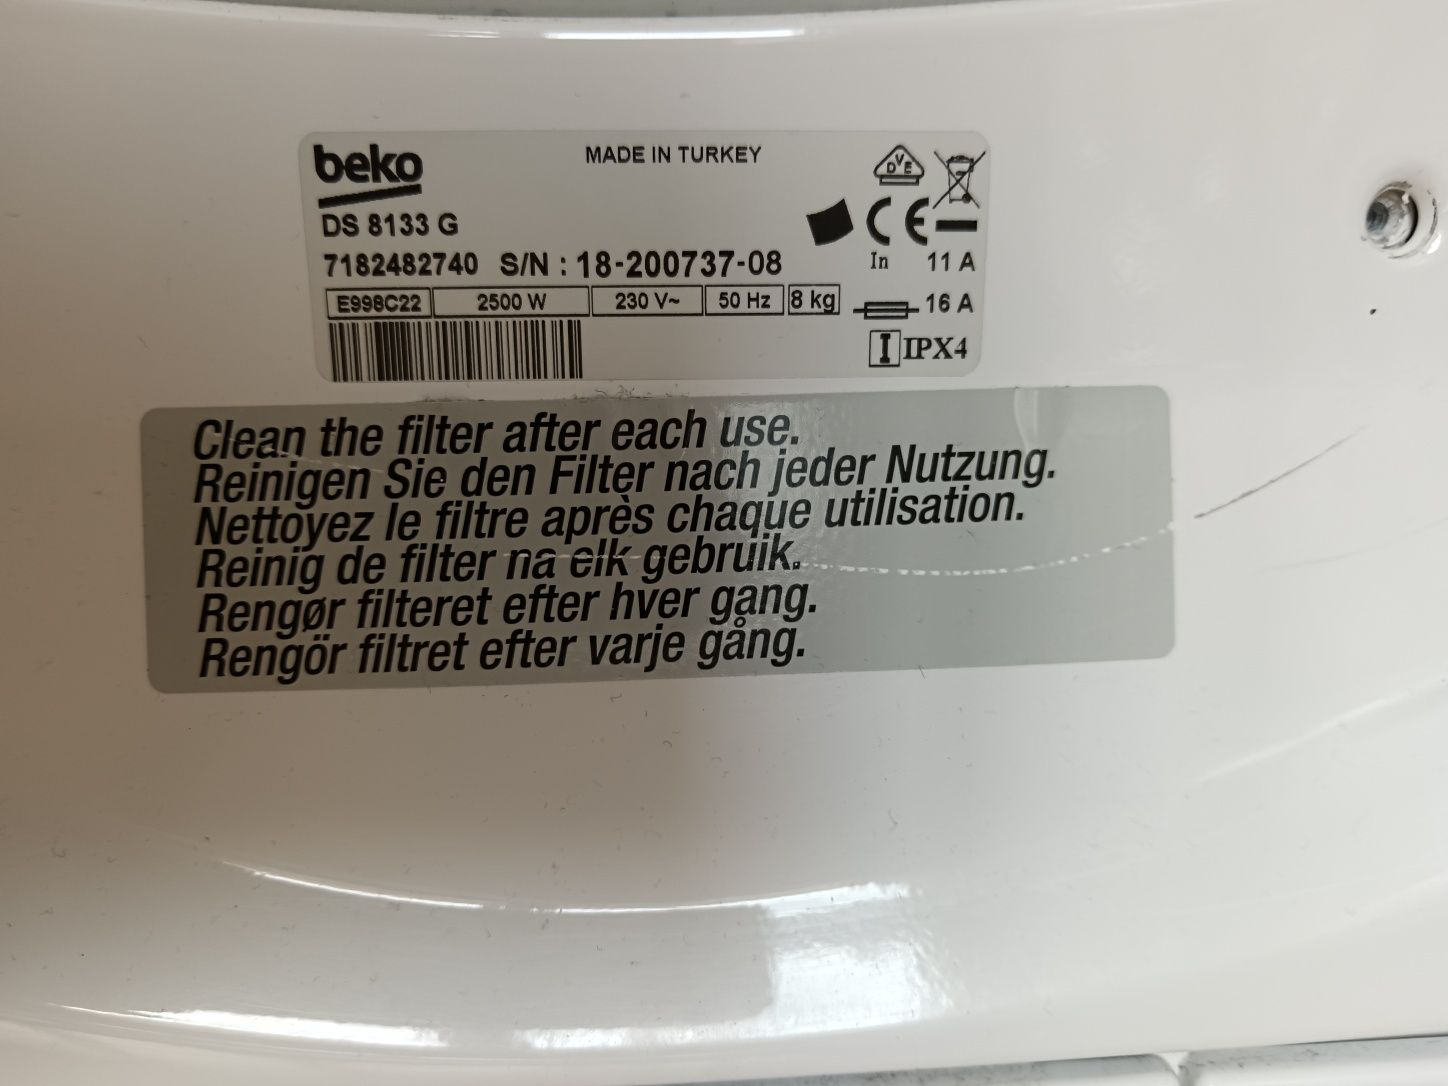 beko
MADE IN TURKEY
DVE
DS 8133 G
CE
7182482740 S/N : 18-200737-08
In 11 A
E998C22 2500 W 230 V~ 50 Hz 8 kg
16 A
I IPX4
Clean the filter after each use.
Reinigen Sie den Filter nach jeder Nutzung.
Nettoyez le filtre après chaque utilisation.
Reinig de filter na elk gebruik.
Rengør filteret efter hver gang.
Rengör filtret efter varje gång.